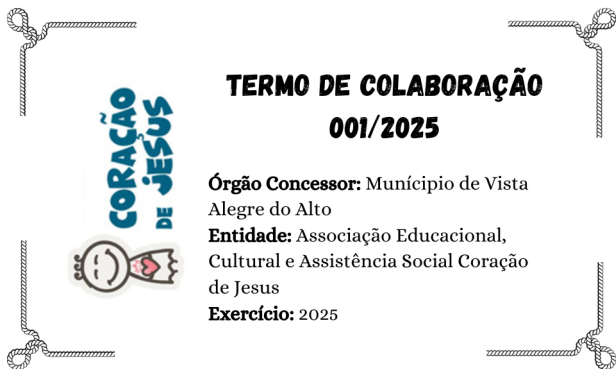 TERMO DE COLABORAÇÃO
001/2025
CORAÇÃO
DE JESUS
Órgão Concessor: Munícipio de Vista
Alegre do Alto
Entidade: Associação Educacional,
Cultural e Assistência Social Coração
de Jesus
Exercício: 2025